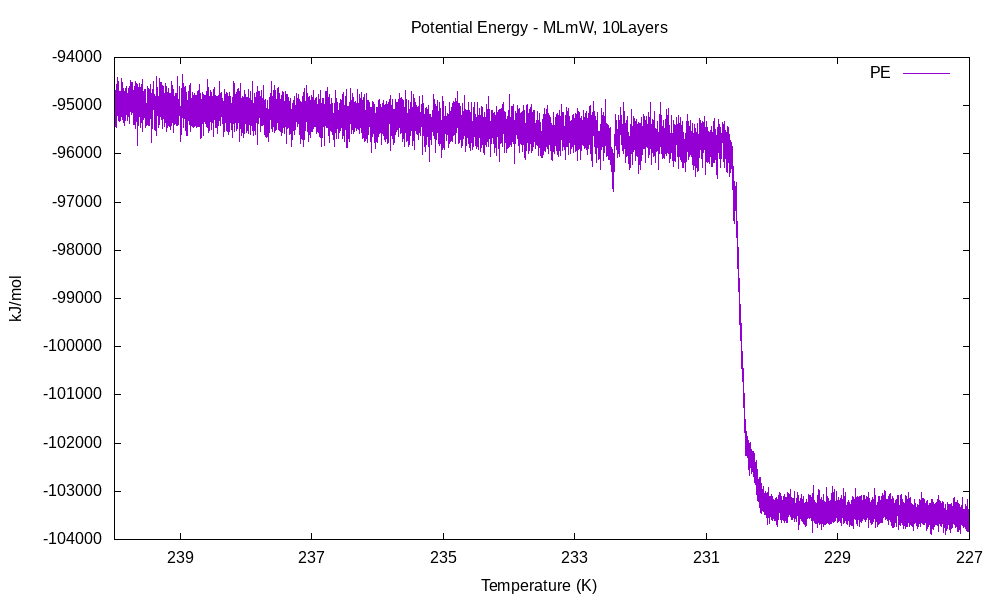 Potential Energy - MLmW, 10Layers
PE
-94000
-95000
-96000
-97000
-98000
-99000
-100000
-101000
-102000
-103000
-104000
kJ/mol
239 237 235 233 231 229 227
Temperature (K)